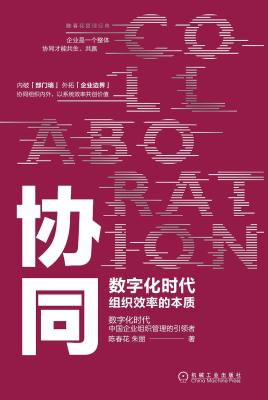 陈春花管理经典
企业是一个整体
协同才能共生、共赢
内破「部门墙」 外拓「企业边界」
协同组织内外，以系统效率共创价值
COLLABORATION
协同
数字化时代
组织效率的本质
数字化时代
中国企业组织管理的引领者
陈春花 朱丽 ——— 著
机械工业出版社
China Machine Press